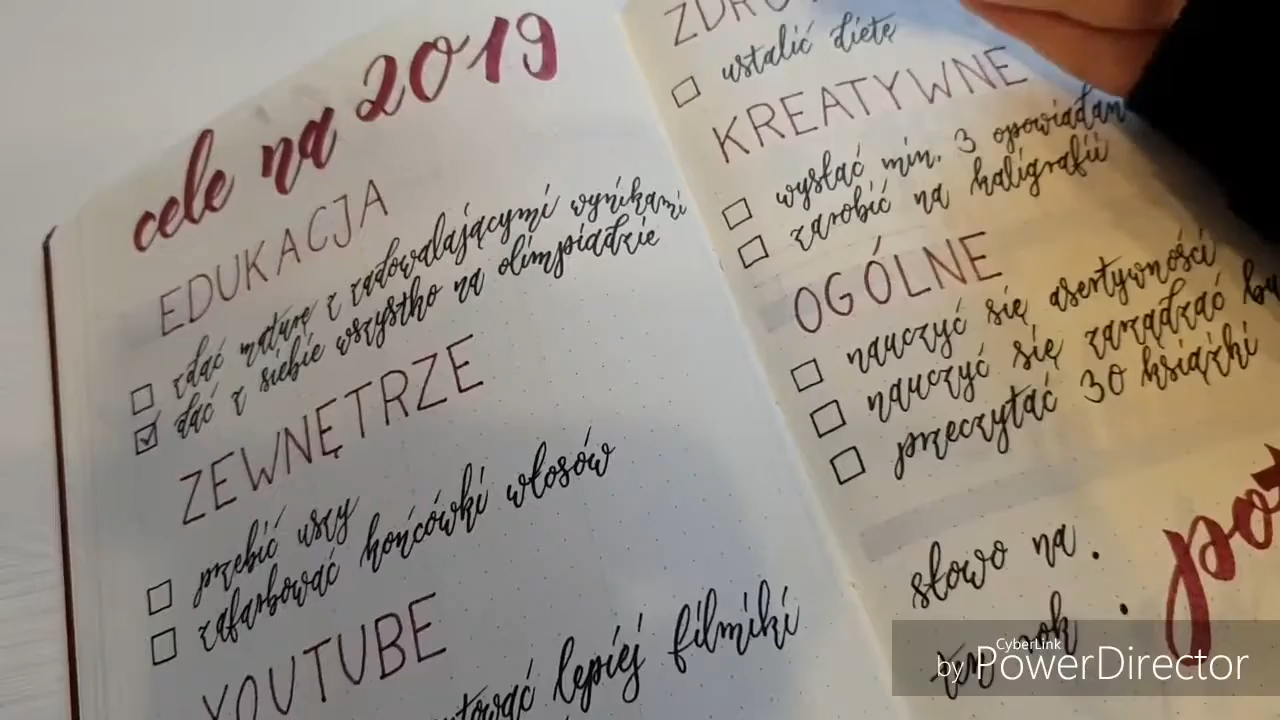 cele na 2019
EDUKACJA
zdać maturę z zadowalającymi wynikami
dać z siebie wszystko na olimpiadzie
ZEWNĘTRZE
przebić uszy
zafarbować końcówki włosów
YOUTUBE
lepiej filmiki
ustalić dietę
KREATYWNE
wysłać min. 3
zarobić na kaligrafii
OGÓLNE
nauczyć się asertywności
nauczyć się zarządzać
przeczytać 30 książki
słowo na
rok :
CyberLink
by PowerDirector